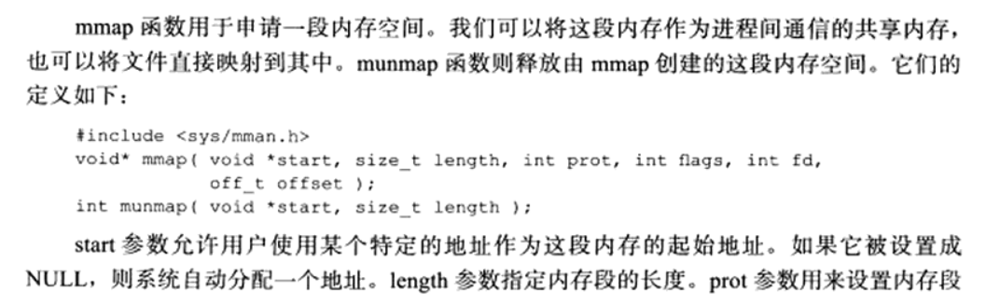 mmap 函数用于申请一段内存空间。我们可以将这段内存作为进程间通信的共享内存，
也可以将文件直接映射到其中。munmap 函数则释放由 mmap 创建的这段内存空间。它们的
定义如下：
#include <sys/mman.h>
void* mmap( void *start, size_t length, int prot, int flags, int fd,
off_t offset );
int munmap( void *start, size_t length );
start 参数允许用户使用某个特定的地址作为这段内存的起始地址。如果它被设置成
NULL，则系统自动分配一个地址。length 参数指定内存段的长度。prot 参数用来设置内存段